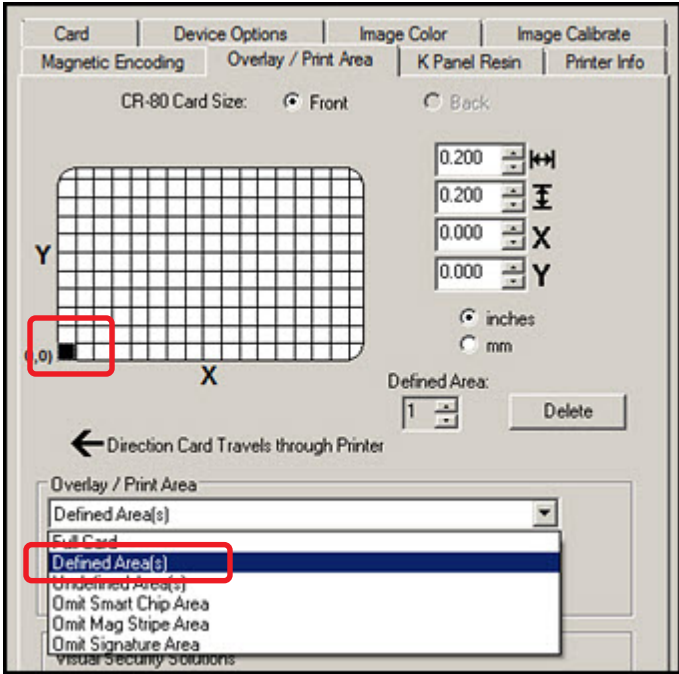 Card Device Options Image Color Image Calibrate
Magnetic Encoding Overlay / Print Area K Panel Resin Printer Info
CR-80 Card Size: Front Back
0.200
0.200
0.000 X
Y 0.000 Y
inches
mm
,0)
X
Defined Area:
1 Delete
Direction Card Travels through Printer
Overlay / Print Area
Defined Area(s)
Full Card
Defined Area(s)
Undefined Area(s)
Omit Smart Chip Area
Omit Mag Stripe Area
Omit Signature Area
Visual Security Solutions